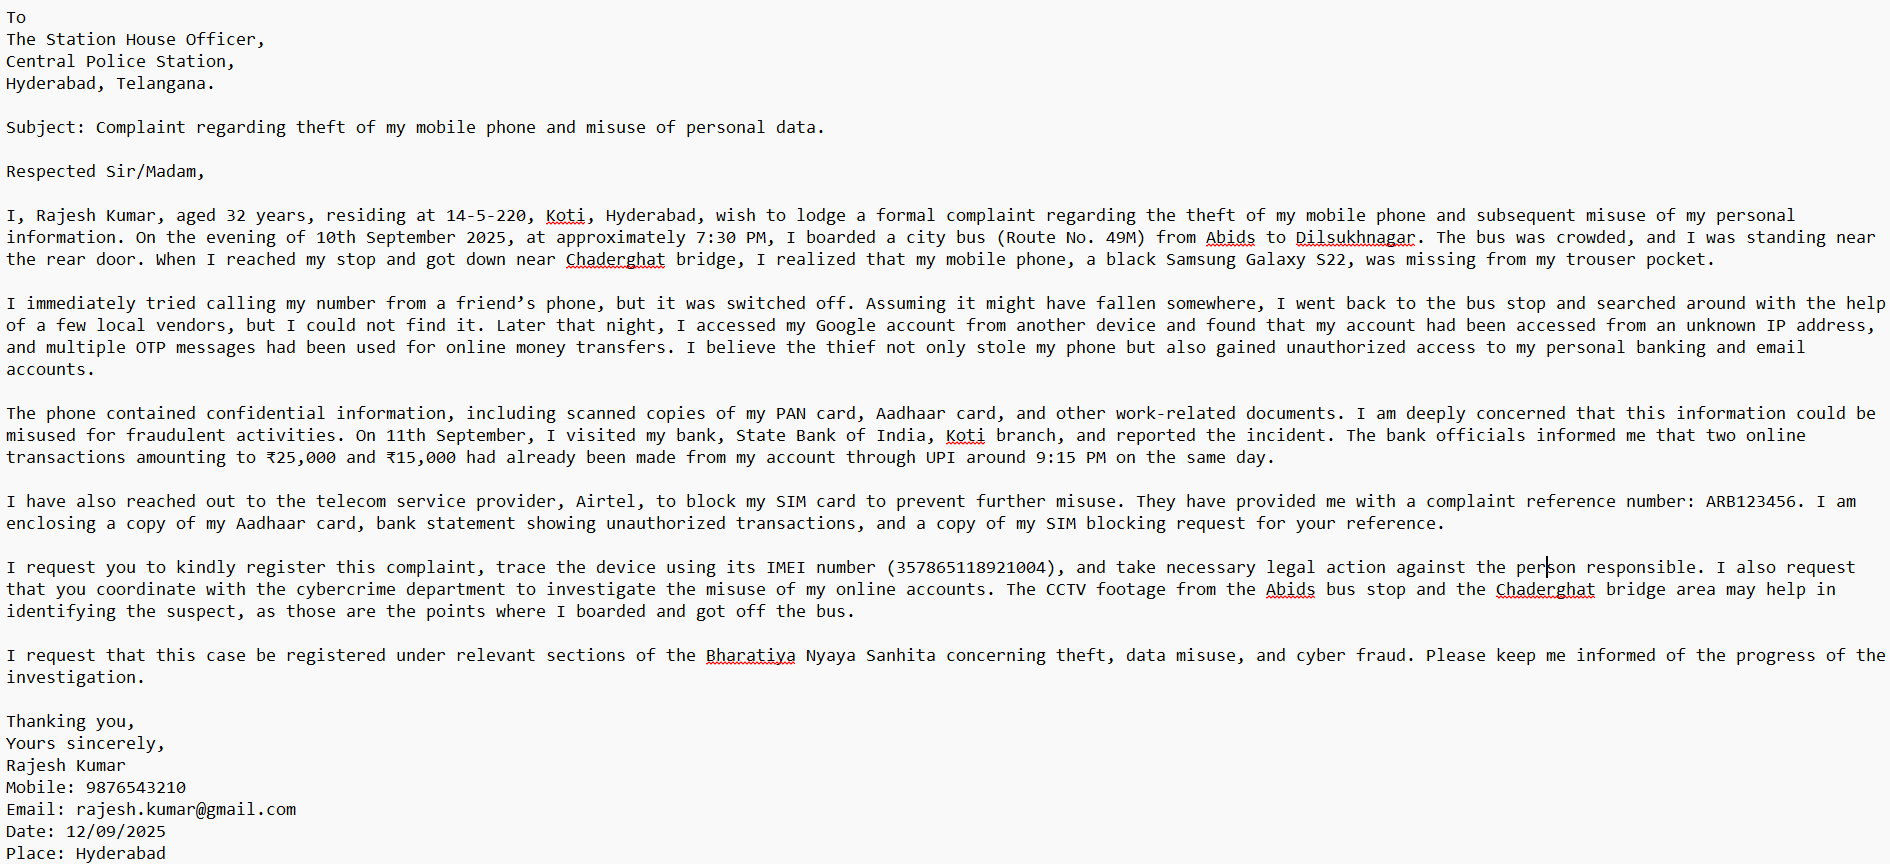 To
The Station House Officer,
Central Police Station,
Hyderabad, Telangana.
Subject: Complaint regarding theft of my mobile phone and misuse of personal data.
Respected Sir/Madam,
I, Rajesh Kumar, aged 32 years, residing at 14-5-220, Koti, Hyderabad, wish to lodge a formal complaint regarding the theft of my mobile phone and subsequent misuse of my personal
information. On the evening of 10th September 2025, at approximately 7:30 PM, I boarded a city bus (Route No. 49M) from Abids to Dilsukhnagar. The bus was crowded, and I was standing near
the rear door. When I reached my stop and got down near Chaderghat bridge, I realized that my mobile phone, a black Samsung Galaxy S22, was missing from my trouser pocket.
I immediately tried calling my number from a friend’s phone, but it was switched off. Assuming it might have fallen somewhere, I went back to the bus stop and searched around with the help
of a few local vendors, but I could not find it. Later that night, I accessed my Google account from another device and found that my account had been accessed from an unknown IP address,
and multiple OTP messages had been used for online money transfers. I believe the thief not only stole my phone but also gained unauthorized access to my personal banking and email
accounts.
The phone contained confidential information, including scanned copies of my PAN card, Aadhaar card, and other work-related documents. I am deeply concerned that this information could be
misused for fraudulent activities. On 11th September, I visited my bank, State Bank of India, Koti branch, and reported the incident. The bank officials informed me that two online
transactions amounting to ₹25,000 and ₹15,000 had already been made from my account through UPI around 9:15 PM on the same day.
I have also reached out to the telecom service provider, Airtel, to block my SIM card to prevent further misuse. They have provided me with a complaint reference number: ARB123456. I am
enclosing a copy of my Aadhaar card, bank statement showing unauthorized transactions, and a copy of my SIM blocking request for your reference.
I request you to kindly register this complaint, trace the device using its IMEI number (357865118921004), and take necessary legal action against the person responsible. I also request
that you coordinate with the cybercrime department to investigate the misuse of my online accounts. The CCTV footage from the Abids bus stop and the Chaderghat bridge area may help in
identifying the suspect, as those are the points where I boarded and got off the bus.
I request that this case be registered under relevant sections of the Bharatiya Nyaya Sanhita concerning theft, data misuse, and cyber fraud. Please keep me informed of the progress of the
investigation.
Thanking you,
Yours sincerely,
Rajesh Kumar
Mobile: 9876543210
Email: rajesh.kumar@gmail.com
Date: 12/09/2025
Place: Hyderabad